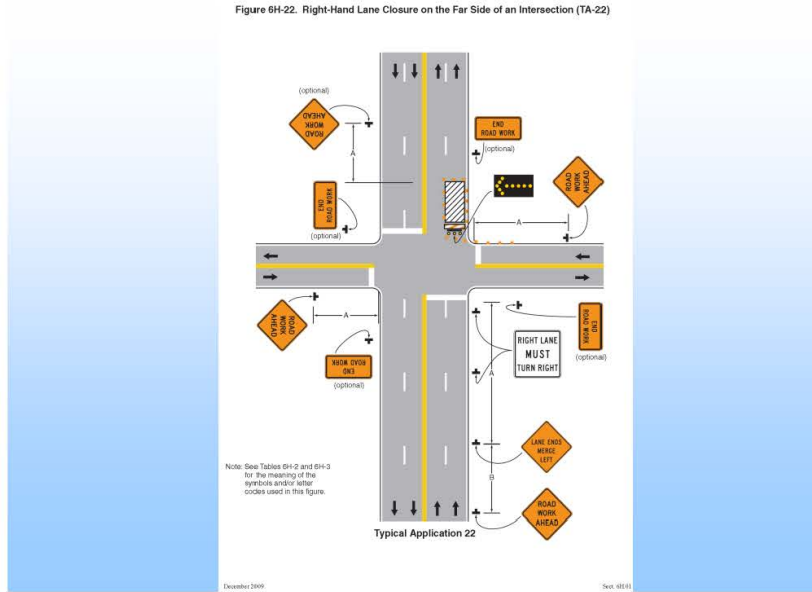 Figure 6H-22. Right-Hand Lane Closure on the Far Side of an Intersection (TA-22)
(optional)
ROAD
WORK
AHEAD
A
END
ROAD WORK
(optional)
END
ROAD WORK
(optional)
ROAD
WORK
AHEAD
A
ROAD
WORK
AHEAD
A
END
ROAD WORK
(optional)
RIGHT LANE
MUST
TURN RIGHT
END
ROAD WORK
(optional)
A
LANE ENDS
MERGE
LEFT
B
ROAD
WORK
AHEAD
Note: See Tables 6H-2 and 6H-3
for the meaning of the
symbols and/or letter
codes used in this figure.
Typical Application 22
December 2009
Sect. 6H.01